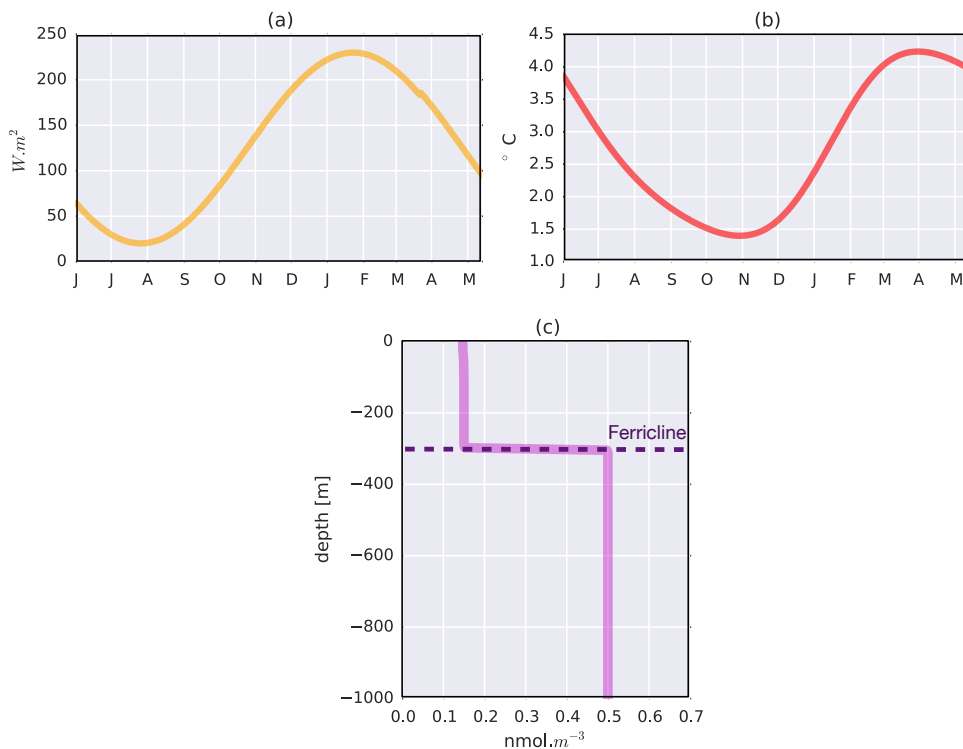 (a)
250
200
150
100
50
0
W.m²
J J A S O N D J F M A M
(b)
4.5
4.0
3.5
3.0
2.5
2.0
1.5
1.0
° C
J J A S O N D J F M A M
(c)
0
−200
−400
−600
−800
−1000
depth [m]
Ferricline
0.0 0.1 0.2 0.3 0.4 0.5 0.6 0.7
nmol.m⁻³